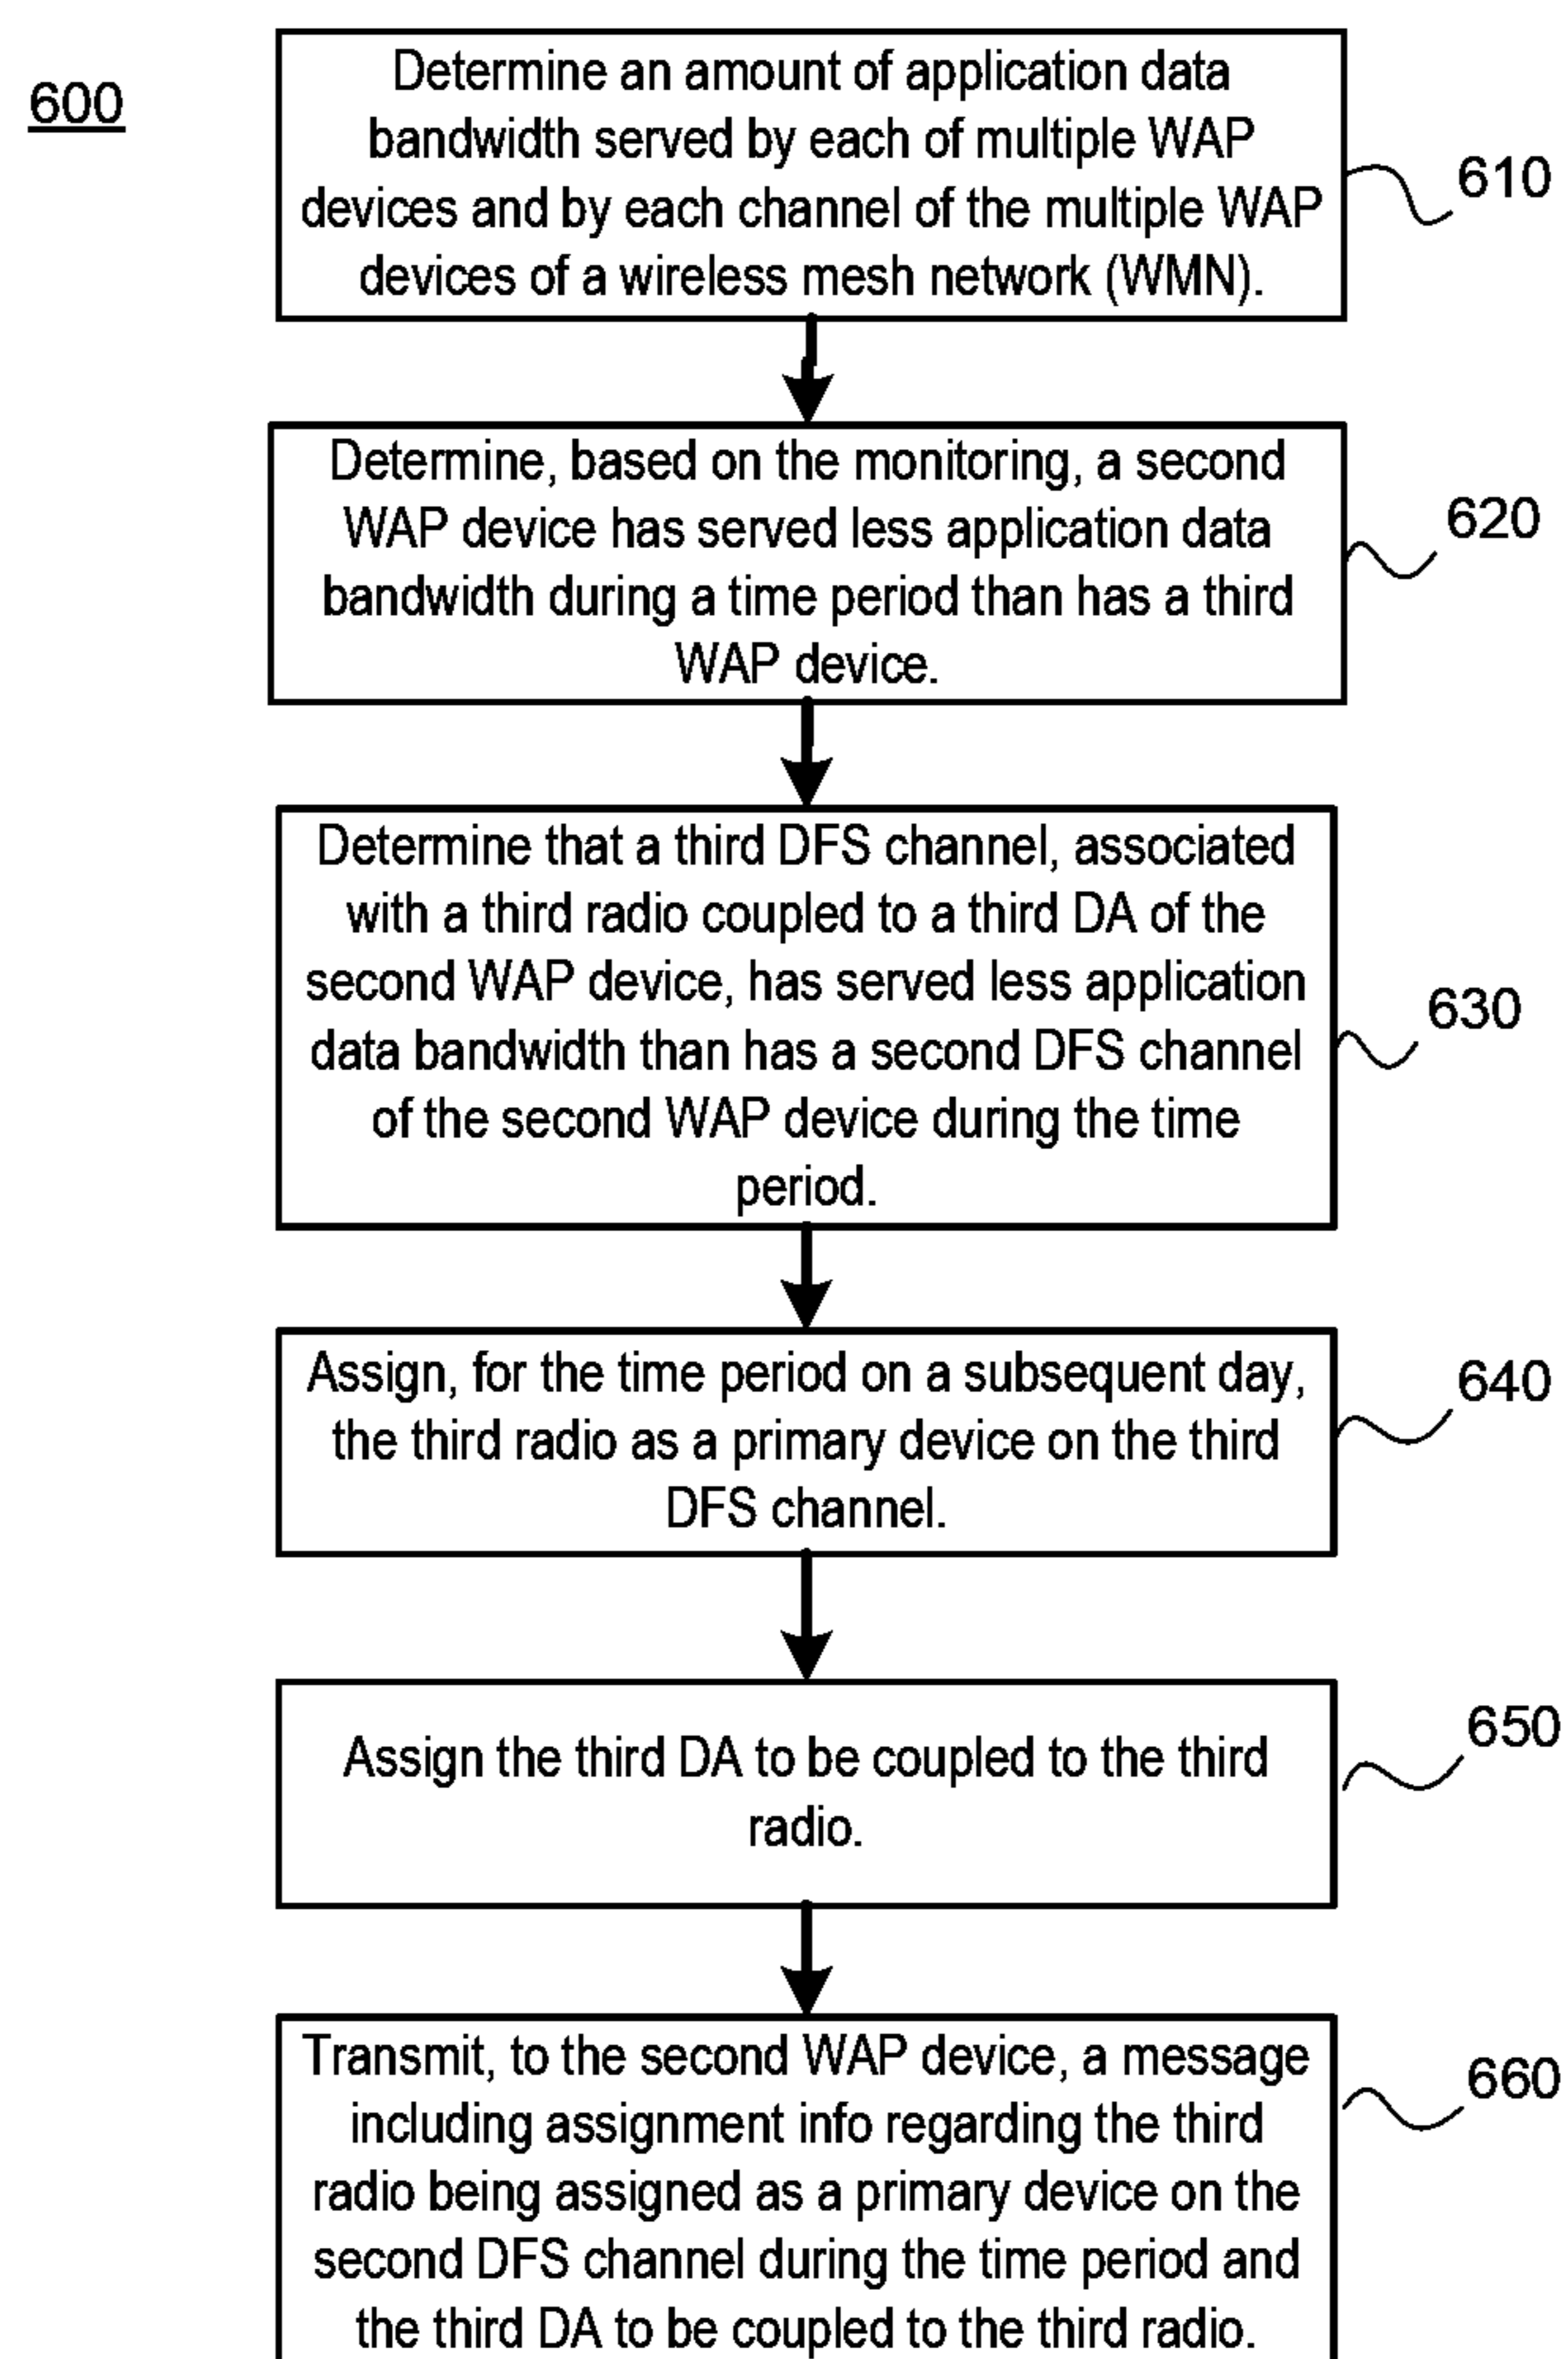 600
Determine an amount of application data
bandwidth served by each of multiple WAP
devices and by each channel of the multiple WAP
devices of a wireless mesh network (WMN).
610
Determine, based on the monitoring, a second
WAP device has served less application data
bandwidth during a time period than has a third
WAP device.
620
Determine that a third DFS channel, associated
with a third radio coupled to a third DA of the
second WAP device, has served less application
data bandwidth than has a second DFS channel
of the second WAP device during the time
period.
630
Assign, for the time period on a subsequent day,
the third radio as a primary device on the third
DFS channel.
640
Assign the third DA to be coupled to the third
radio.
650
Transmit, to the second WAP device, a message
including assignment info regarding the third
radio being assigned as a primary device on the
second DFS channel during the time period and
the third DA to be coupled to the third radio.
660